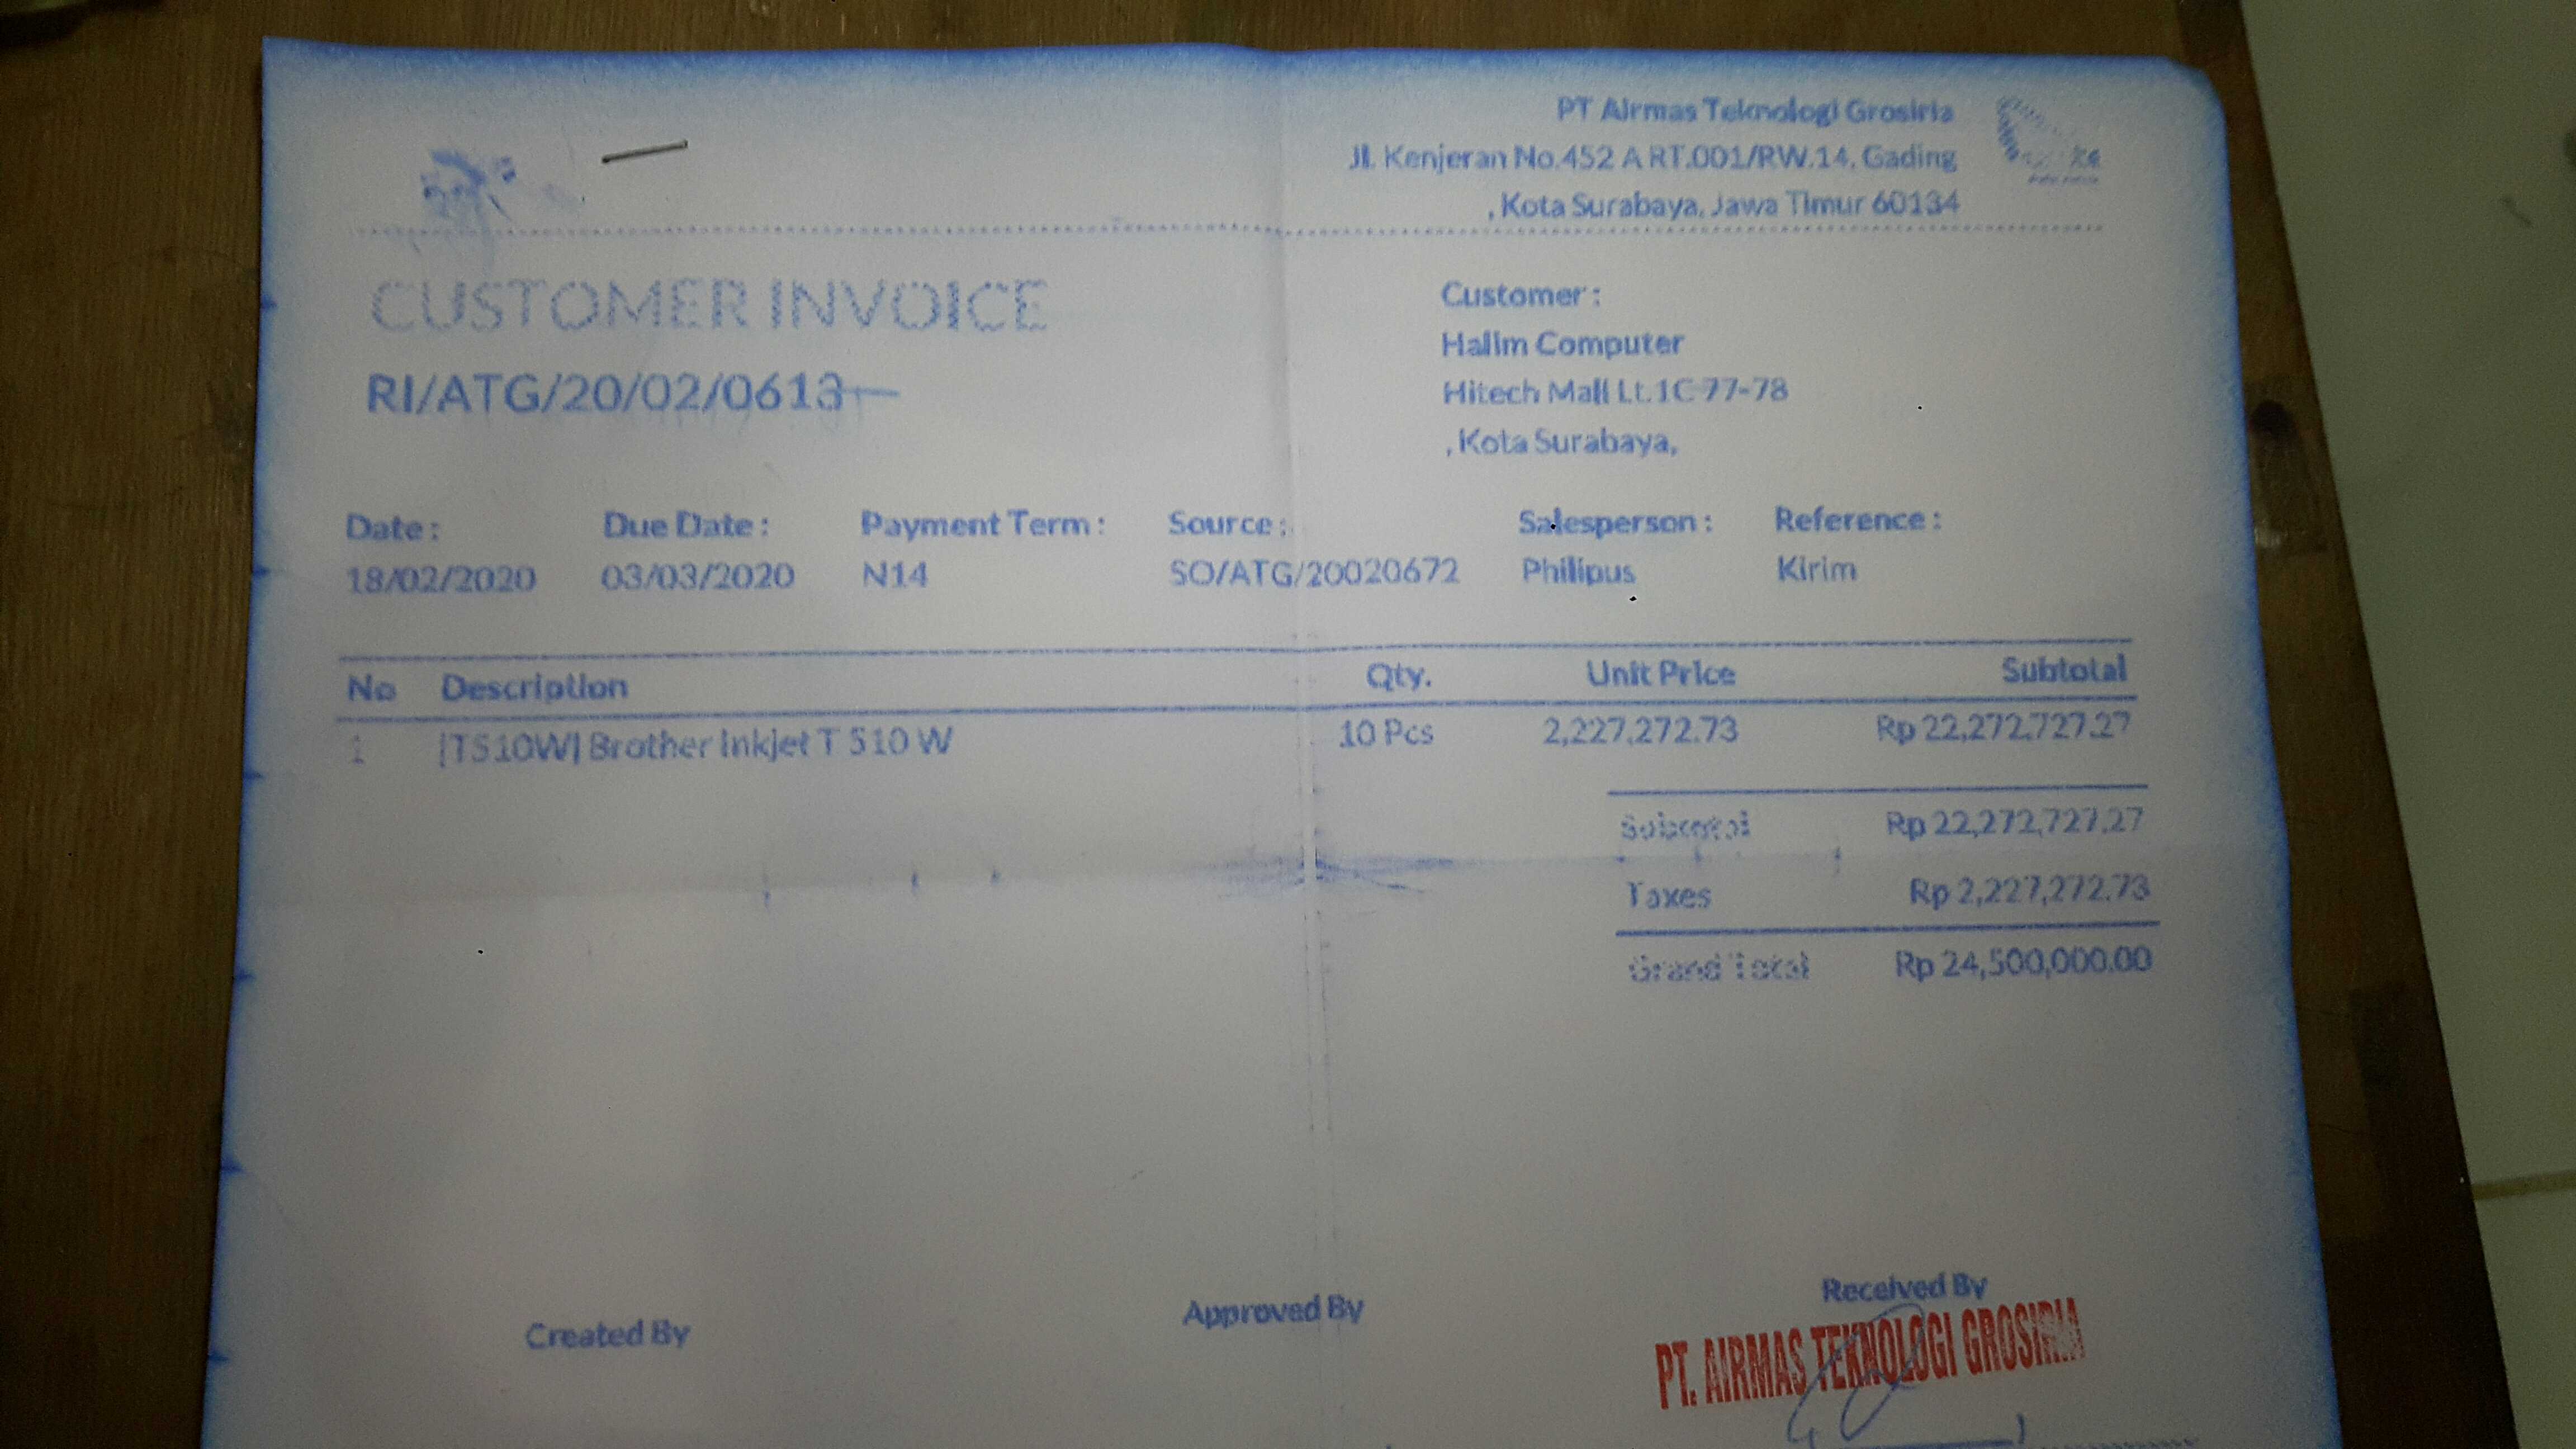 PT Airmas Teknologi Grosiria
Jl. Kenjeran No.452 A RT.001/RW.14, Gading
, Kota Surabaya, Jawa Timur 60134
CUSTOMER INVOICE
RI/ATG/20/02/0613
Customer :
Halim Computer
Hitech Mall Lt.1C 77-78
, Kota Surabaya,
Date : Due Date : Payment Term : Source : Salesperson : Reference :
18/02/2020 03/03/2020 N14 SO/ATG/20020672 Philipus Kirim
No Description Qty. Unit Price Subtotal
1 [T510W] Brother Inkjet T 510 W 10 Pcs 2,227,272.73 Rp 22,272,727.27
Subtotal Rp 22,272,727.27
Taxes Rp 2,227,272.73
Grand Total Rp 24,500,000.00
Created By Approved By Received By
PT. AIRMAS TEKNOLOGI GROSIRIA